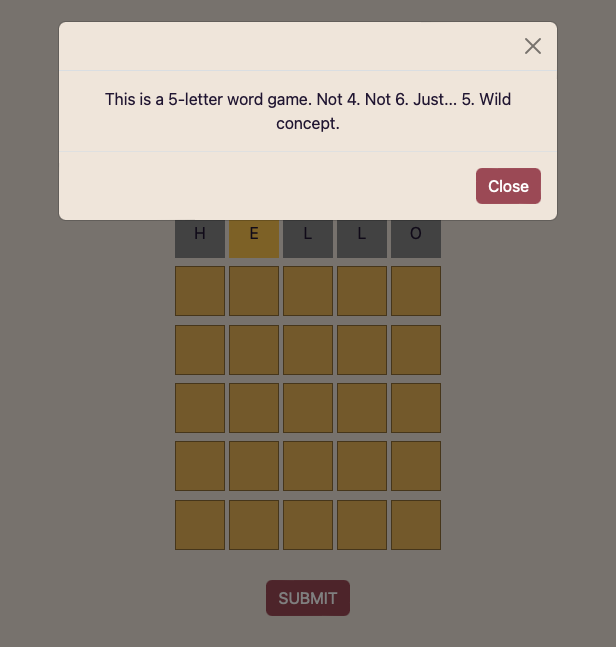 This is a 5-letter word game. Not 4. Not 6. Just... 5. Wild
concept.
Close
H E L L O
SUBMIT